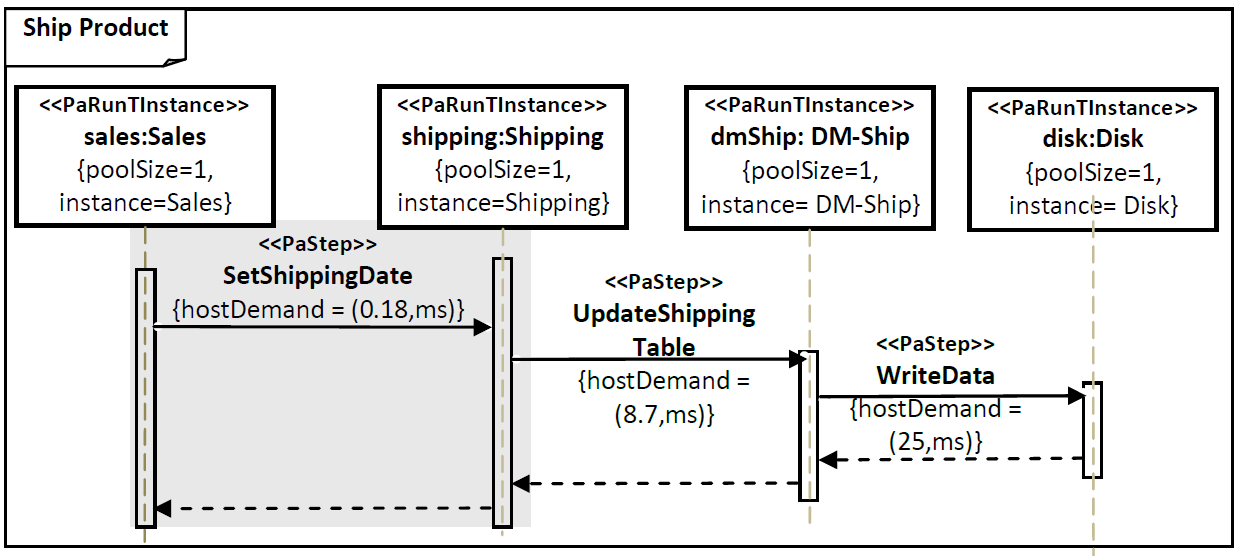 Ship Product
<<PaRunTInstance>>
sales:Sales
{poolSize=1,
instance=Sales}
<<PaRunTInstance>>
shipping:Shipping
{poolSize=1,
instance=Shipping}
<<PaRunTInstance>>
dmShip: DM-Ship
{poolSize=1,
instance= DM-Ship}
<<PaRunTInstance>>
disk:Disk
{poolSize=1,
instance= Disk}
<<PaStep>>
SetShippingDate
{hostDemand = (0.18,ms)}
<<PaStep>>
UpdateShipping
Table
{hostDemand =
(8.7,ms)}
<<PaStep>>
WriteData
{hostDemand =
(25,ms)}